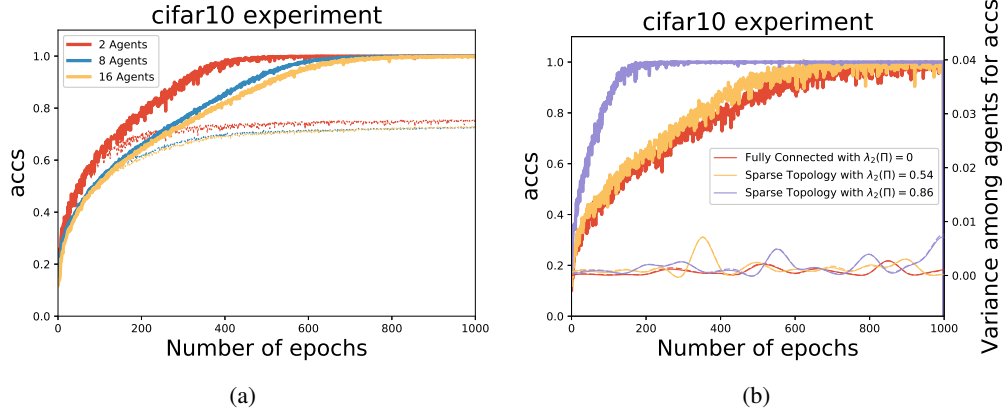 cifar10 experiment
2 Agents
8 Agents
16 Agents
accs
1.0
0.8
0.6
0.4
0.2
0.0
0 200 400 600 800 1000
Number of epochs
(a)
cifar10 experiment
accs
1.0
0.8
0.6
0.4
0.2
0.0
Fully Connected with λ₂(Π) = 0
Sparse Topology with λ₂(Π) = 0.54
Sparse Topology with λ₂(Π) = 0.86
0.04
0.03
0.02
0.01
0.00
Variance among agents for accs
0 200 400 600 800 1000
Number of epochs
(b)